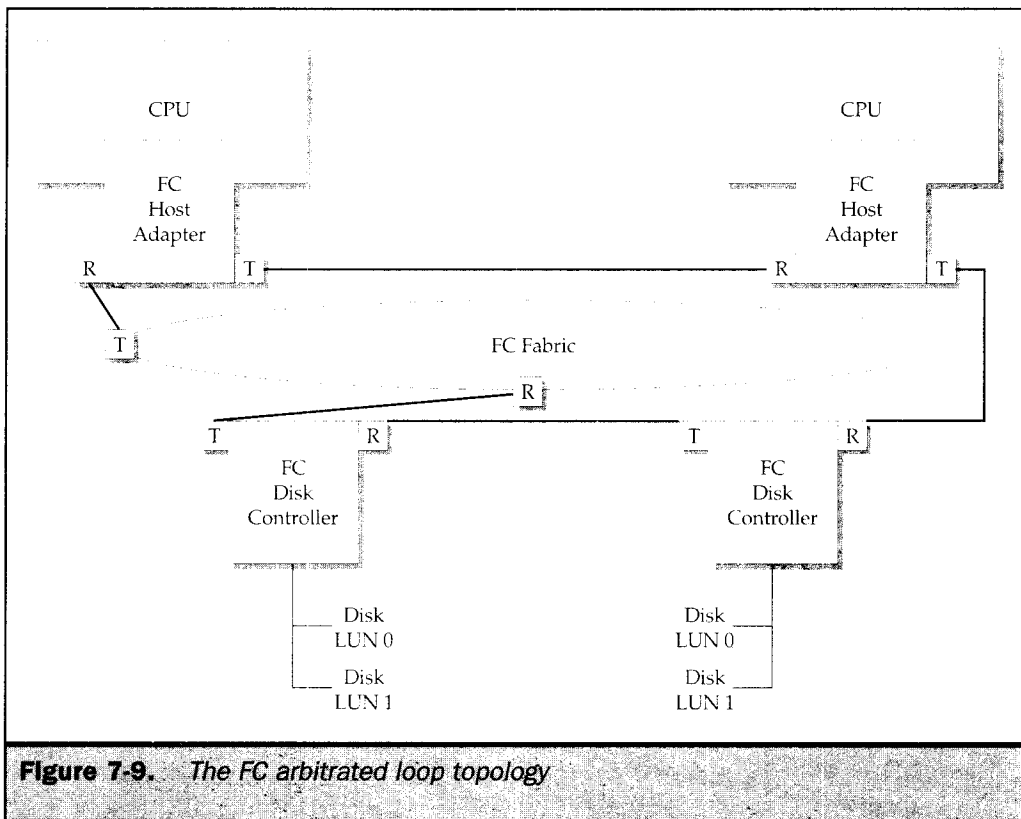 CPU
CPU
FC
Host
Adapter
FC
Host
Adapter
R
T
R
T
T
FC Fabric
R
T
R
T
R
FC
Disk
Controller
FC
Disk
Controller
Disk
LUN 0
Disk
LUN 0
Disk
LUN 1
Disk
LUN 1
Figure 7-9. The FC arbitrated loop topology